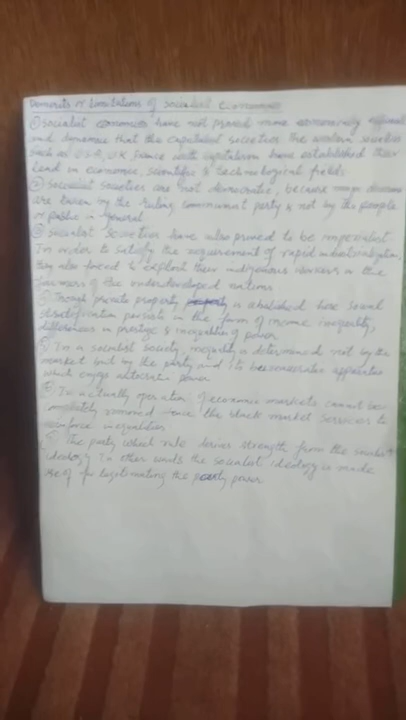 Demerits or Limitations of Socialist Economies
① Socialist economies have not proved more economically efficient
and dynamics that the capitalist societies. The western societies
such as USA, UK, France with capitalism have established their
lead in economic, scientific & technological fields.
② Socialist societies are not democratic, because major decisions
are taken by the ruling communist party & not by the people
or public in general
③ Socialist Societies have also proved to be imperialist.
In order to satisfy the requirement of rapid industrialization,
they also forced & exploit their indigenous workers in the
farmers of the underdeveloped nations
④ Though private property is abolished here social
stratification persists in the form of income inequality,
differences in prestige & inequality of power.
⑤ In a socialist society, inequality is determined not by the
market but by the party and its bureaucratic apparatus
which enjoys autocratic power
⑥ In actually operation of economic markets cannot be
completely removed since the black market services to
reinforce inequalities
The party which rule derives strength from the socialist
ideology In other words the socialist ideology is made
use of for legitimating the party power